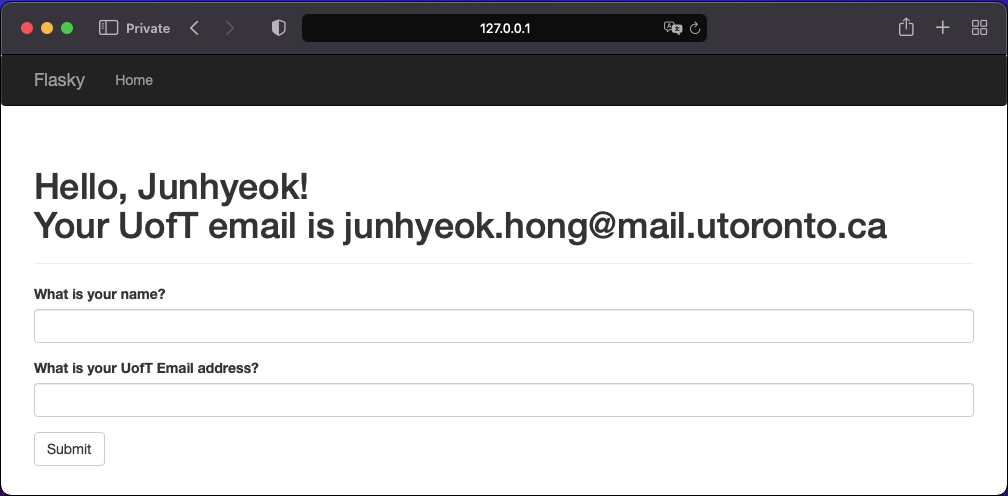 Private
127.0.0.1
Flasky Home
Hello, Junhyeok!
Your UofT email is junhyeok.hong@mail.utoronto.ca
What is your name?
What is your UofT Email address?
Submit